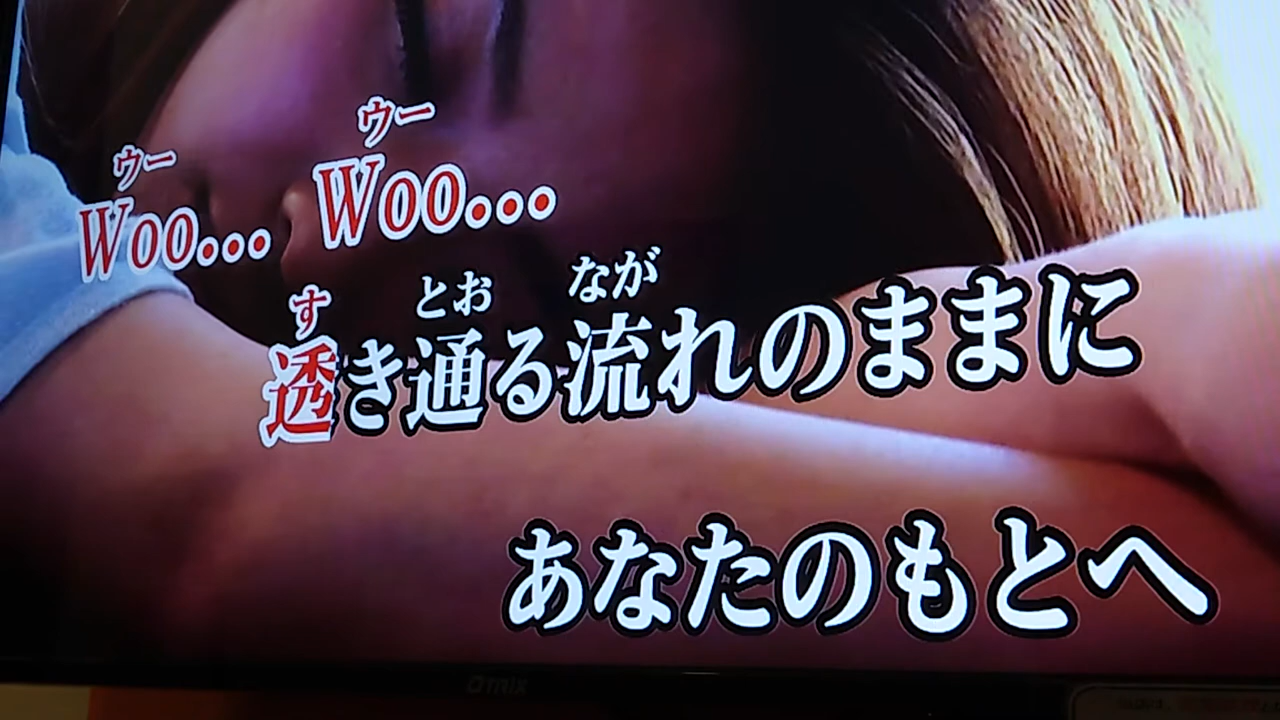 ウー ウー
Woo... Woo...
す とお なが
透き通る流れのままに
あなたのもとへ
QTRIX